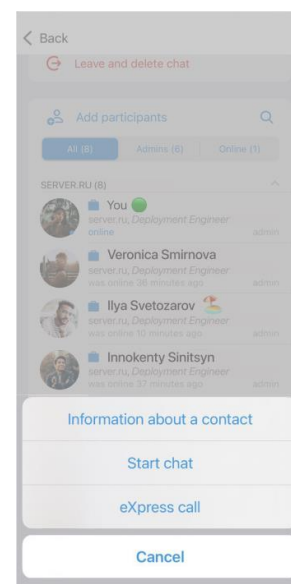 Back
Leave and delete chat
Add participants
All (8)
Admins (6)
Online (1)
SERVER.RU (8)
You
server.ru, Deployment Engineer
online
admin
Veronica Smirnova
server.ru, Deployment Engineer
was online 36 minutes ago
admin
Ilya Svetozarov
server.ru, Deployment Engineer
was online 10 minutes ago
admin
Innokenty Sinitsyn
server.ru, Deployment Engineer
was online 37 minutes ago
admin
Information about a contact
Start chat
eXpress call
Cancel